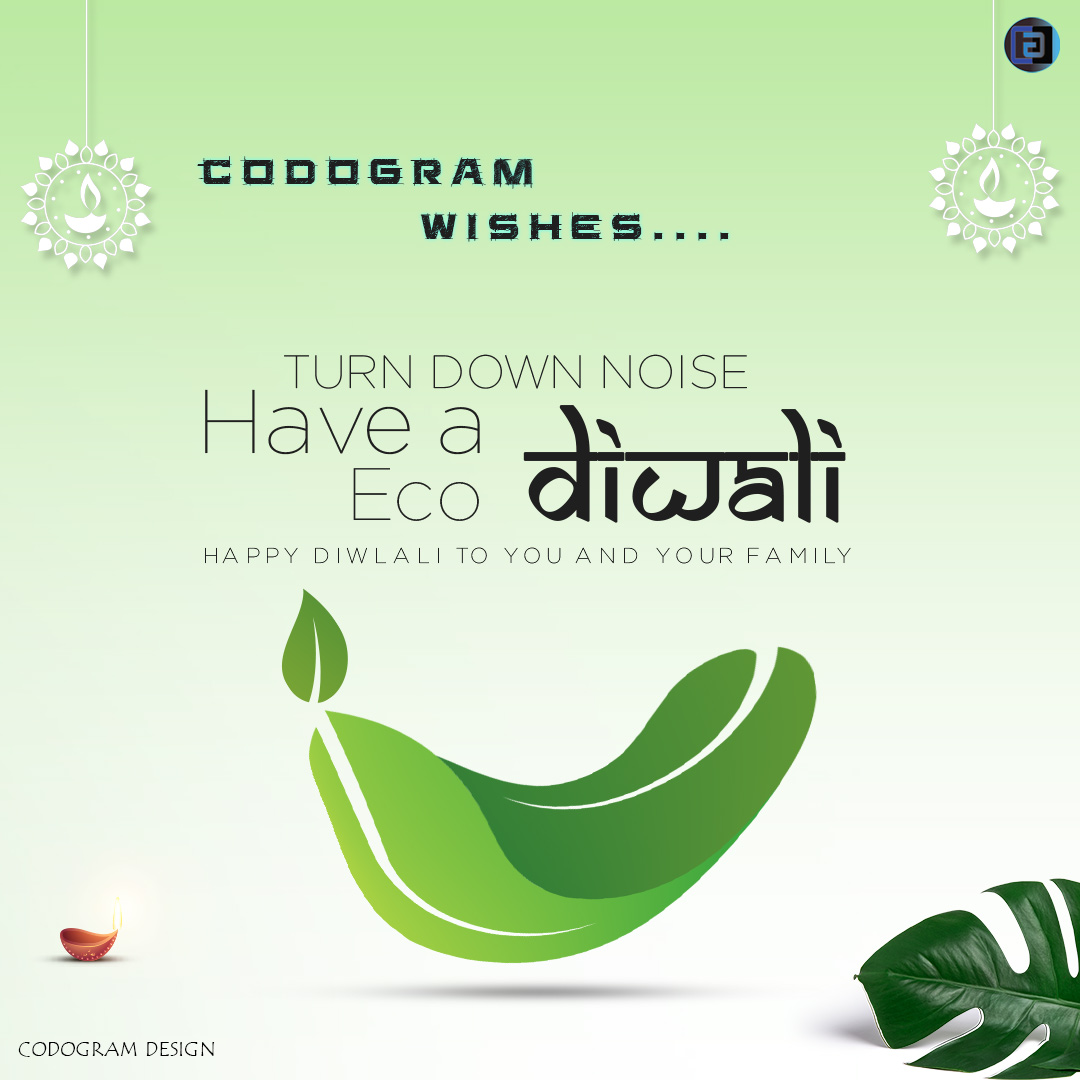 CODOGRAM
WISHES....
TURN DOWN NOISE
Have a
Eco diwali
HAPPY DIWLALI TO YOU AND YOUR FAMILY
CODOGRAM DESIGN